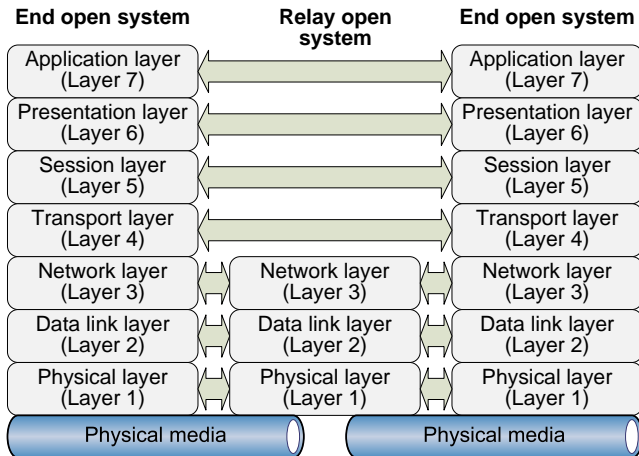 End open system
Relay open
system
End open system
Application layer
(Layer 7)
Application layer
(Layer 7)
Presentation layer
(Layer 6)
Presentation layer
(Layer 6)
Session layer
(Layer 5)
Session layer
(Layer 5)
Transport layer
(Layer 4)
Transport layer
(Layer 4)
Network layer
(Layer 3)
Network layer
(Layer 3)
Network layer
(Layer 3)
Data link layer
(Layer 2)
Data link layer
(Layer 2)
Data link layer
(Layer 2)
Physical layer
(Layer 1)
Physical layer
(Layer 1)
Physical layer
(Layer 1)
Physical media
Physical media